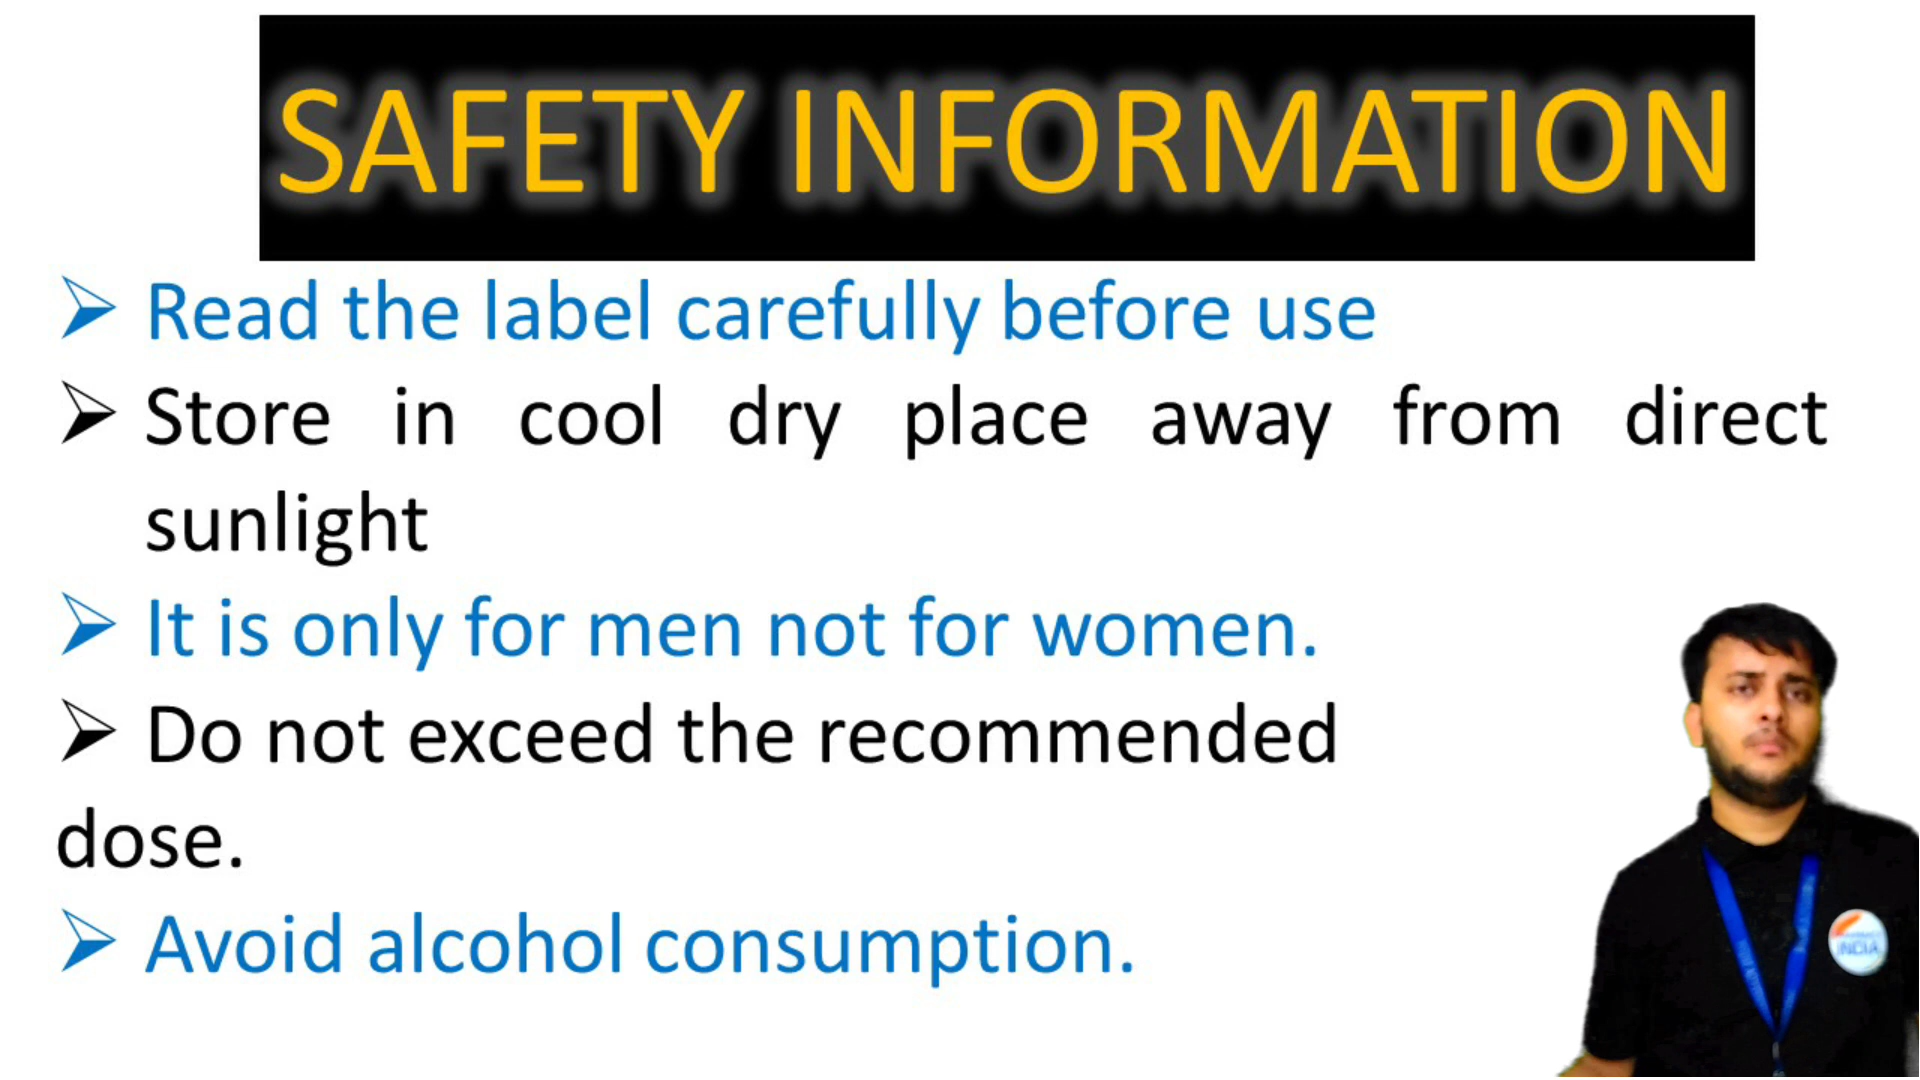 SAFETY INFORMATION
➢ Read the label carefully before use
➢ Store in cool dry place away from direct
sunlight
➢ It is only for men not for women.
➢ Do not exceed the recommended
dose.
➢ Avoid alcohol consumption.
INDIA